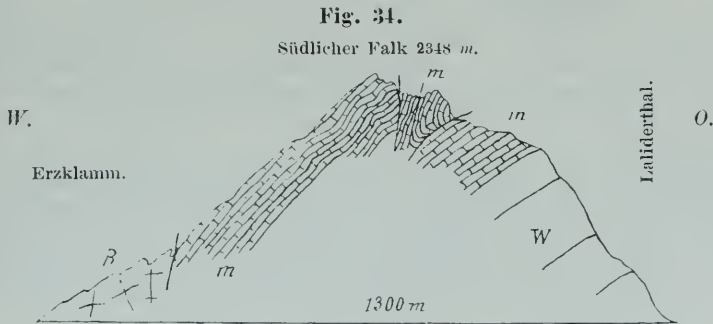 Fig. 34.
Südlicher Falk 2348 m.
m
m
W.
O.
Laliderthal.
Erzklamm.
B
m
W
1300 m